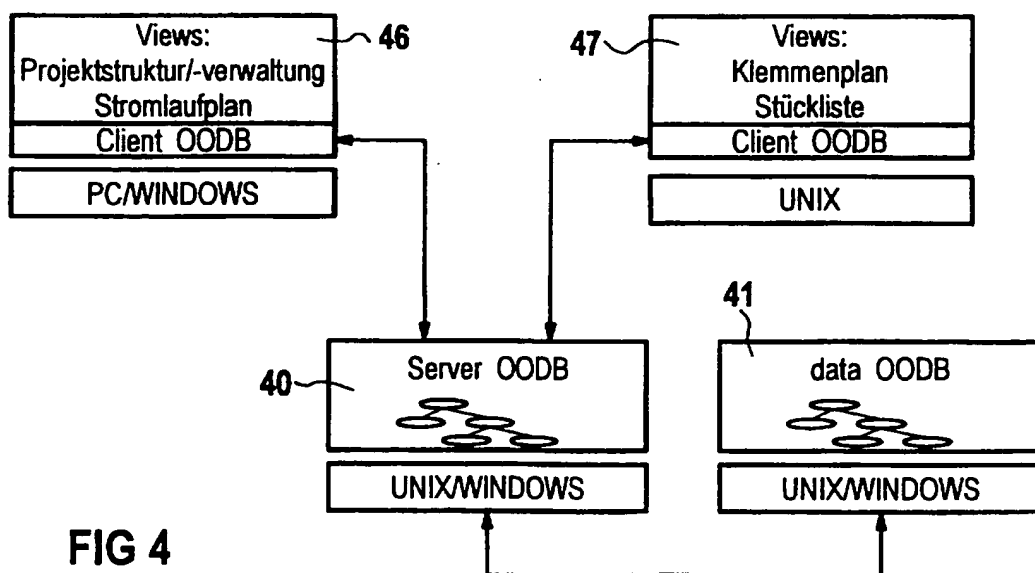 Views:
Projektstruktur/-verwaltung
Stromlaufplan
Client OODB
PC/WINDOWS
46
47
Views:
Klemmenplan
Stückliste
Client OODB
UNIX
40
Server OODB
UNIX/WINDOWS
41
data OODB
UNIX/WINDOWS
FIG 4